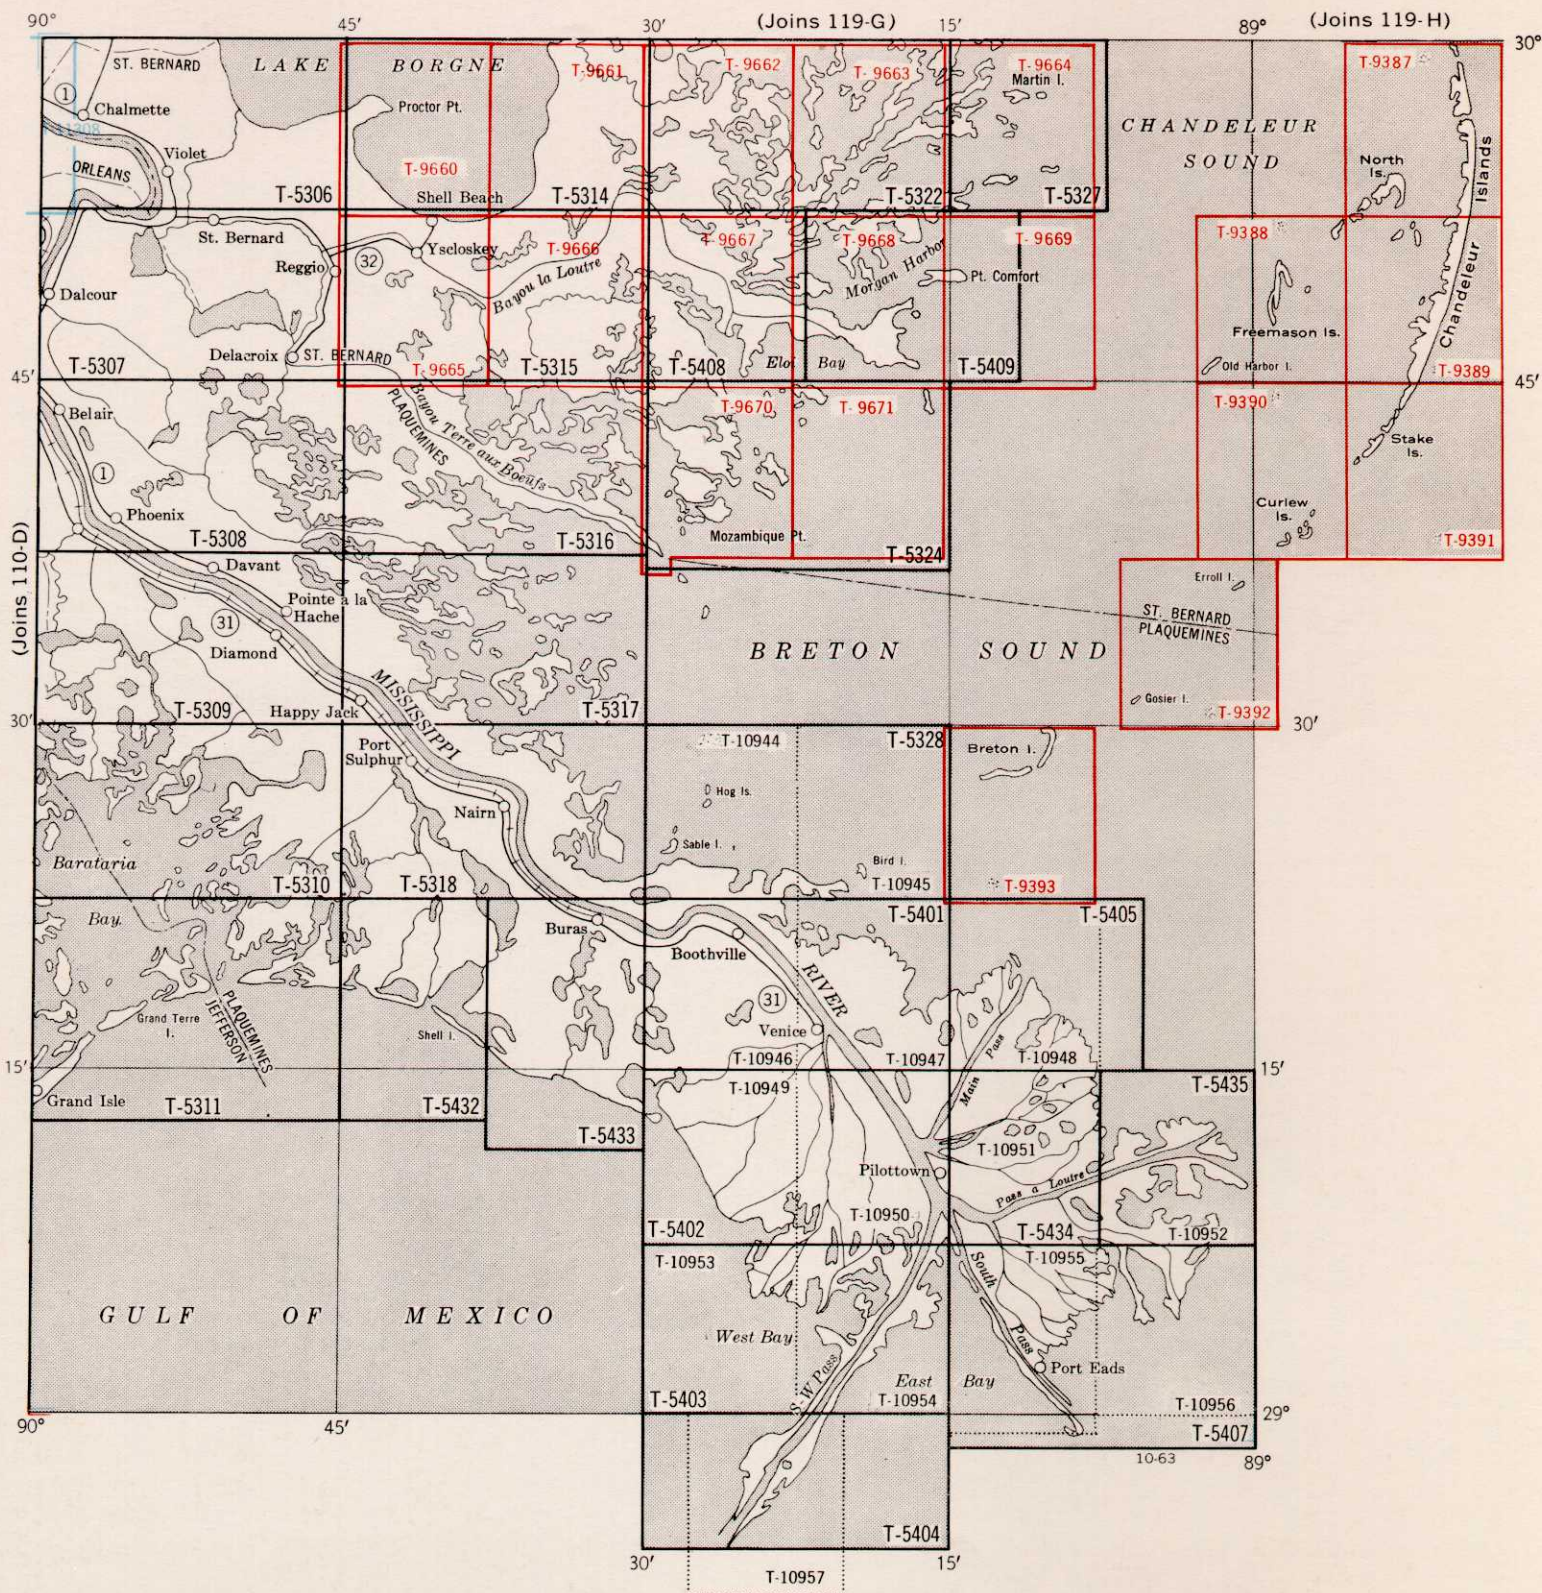 90°
45′
30′
(Joins 119-G)
15′
89°
(Joins 119-H)
30°
ST. BERNARD
LAKE BORGNE
T-9661
T-9662
T-9663
T-9664
T-9387
1
Chalmette
Proctor Pt.
Martin I.
CHANDELEUR
SOUND
11308
Violet
ORLEANS
T-9660
North
Is.
Islands
T-5306
Shell Beach
T-5314
T-5322
T-5327
St. Bernard
Yscloskey
T-9666
T-9667
T-9668
T-9669
T-9388
Reggio
32
Bayou la Loutre
Morgan Harbor
Pt. Comfort
Dalcour
Freemason Is.
Chandeleur
Delacroix
ST. BERNARD
T-5307
T-9665
T-5315
T-5408
Eloi Bay
T-5409
Old Harbor I.
T-9389
45′
45′
Belair
PLAQUEMINES
Bayou Terre aux Boeufs
T-9670
T-9671
T-9390
Stake
Is.
1
Phoenix
Curlew
Is.
T-5308
T-5316
Mozambique Pt.
T-5324
T-9391
(Joins 110-D)
Davant
Erroll I.
Pointe a la
Hache
31
Diamond
ST. BERNARD
PLAQUEMINES
BRETON SOUND
MISSISSIPPI
T-5309
Happy Jack
T-5317
Gosier I.
T-9392
30′
30′
Port
Sulphur
T-10944
T-5328
Breton I.
Hog Is.
Nairn
Sable I.
Barataria
Bird I.
T-5310
T-5318
T-10945
T-9393
Bay
Buras
T-5401
T-5405
Boothville
RIVER
PLAQUEMINES
JEFFERSON
Grand Terre
I.
31
Shell I.
Venice
Main Pass
15′
T-10946
T-10947
T-10948
15′
T-10949
T-5435
Grand Isle
T-5311
T-5432
T-5433
T-10951
Pilottown
Pass a Loutre
T-10950
T-5402
T-5434
T-10952
T-10953
T-10955
South Pass
GULF OF MEXICO
West Bay
Port Eads
S.W Pass
East Bay
T-5403
T-10954
T-10956
90°
45′
29°
T-5407
10-63
89°
T-5404
30′
15′
T-10957